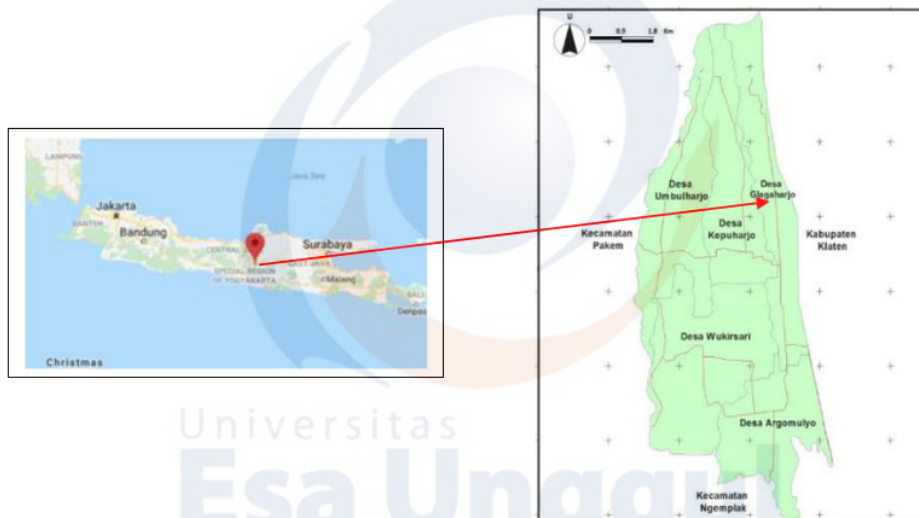 LAMPUNG
Java Sea
Jakarta
BANTEN
Bandung
CENTRAL
Surabaya
EAST JAVA
SPECIAL REGION
OF YOGYAKARTA
Malang
BALI
Denpas
Christmas
U
0 0.9 1.8 Km
Desa
Umbulharjo
Desa
Glagaharjo
Desa
Kepuharjo
Kecamatan
Pakem
Kabupaten
Klaten
Desa Wukirsari
Desa Argomulyo
Kecamatan
Ngemplak
Universitas
Esa Unggul